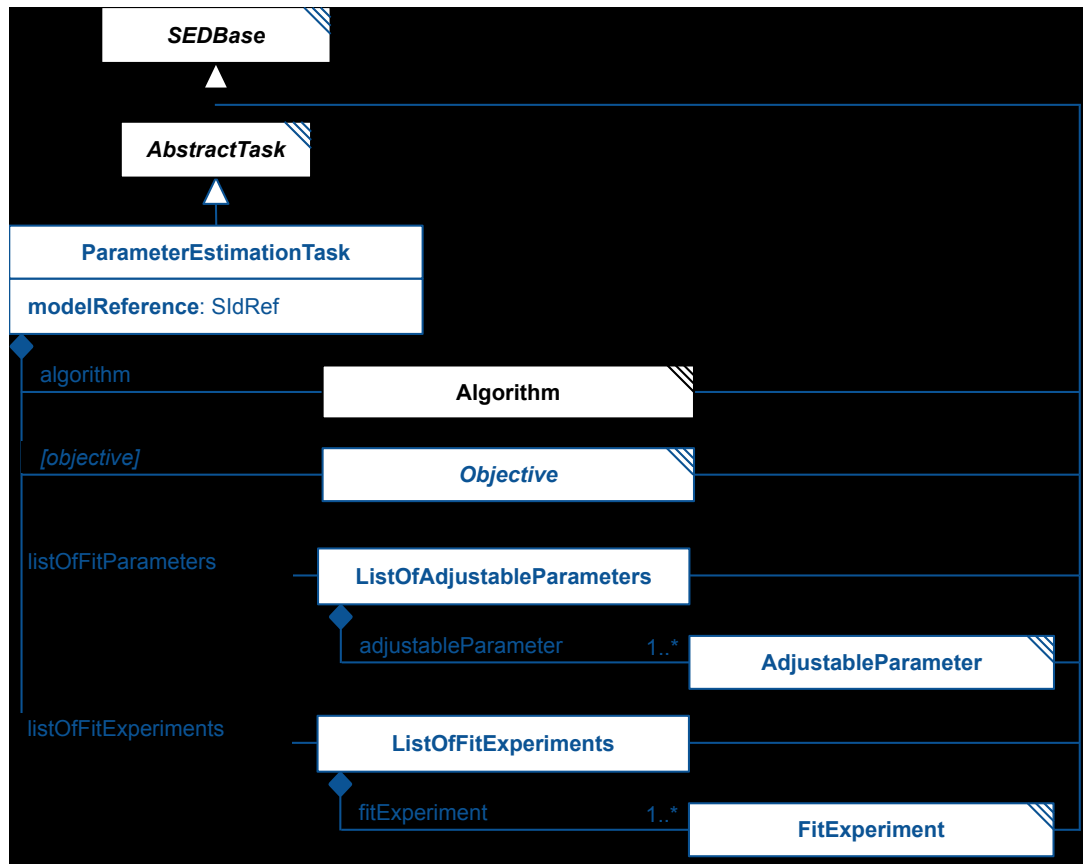 SEDBase
AbstractTask
ParameterEstimationTask
modelReference: SIdRef
algorithm
Algorithm
[objective]
Objective
listOfFitParameters
ListOfAdjustableParameters
adjustableParameter 1..*
AdjustableParameter
listOfFitExperiments
ListOfFitExperiments
fitExperiment 1..*
FitExperiment